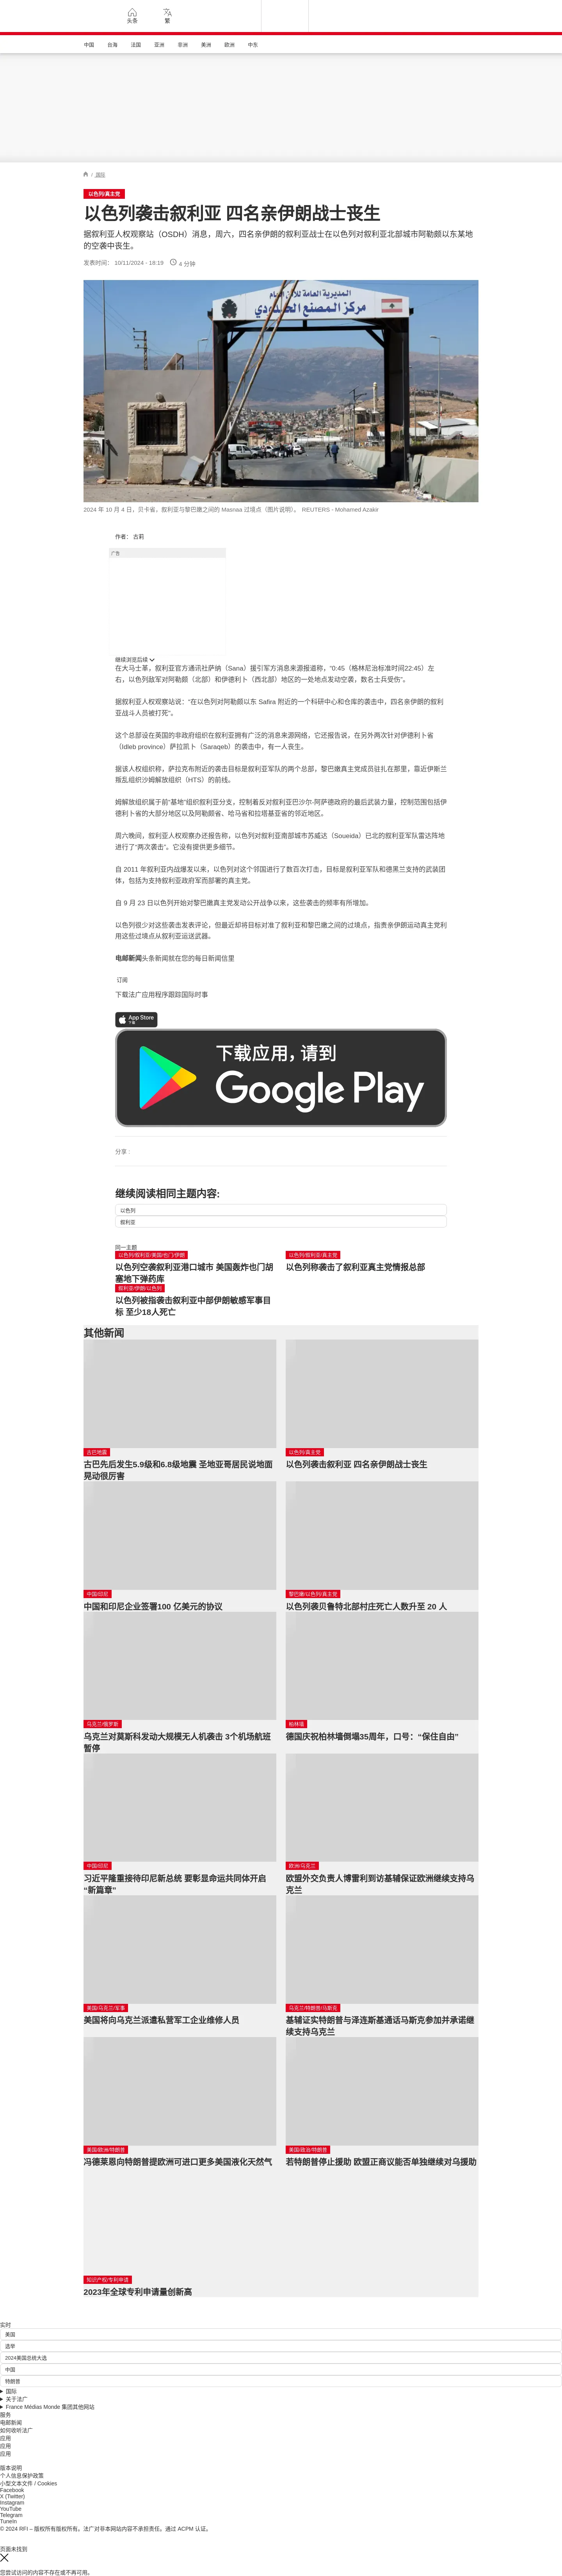 头条
繁
中国
台海
法国
亚洲
非洲
美洲
欧洲
中东
/ 国际
以色列/真主党
以色列袭击叙利亚 四名亲伊朗战士丧生
据叙利亚人权观察站（OSDH）消息，周六，四名亲伊朗的叙利亚战士在以色列对叙利亚北部城市阿勒颇以东某地的空袭中丧生。
发表时间： 10/11/2024 - 18:19 4 分钟
2024 年 10 月 4 日，贝卡省，叙利亚与黎巴嫩之间的 Masnaa 过境点（图片说明）。 REUTERS - Mohamed Azakir
作者： 古莉
广告
继续浏览后续
在大马士革，叙利亚官方通讯社萨纳（Sana）援引军方消息来源报道称，“0:45（格林尼治标准时间22:45）左右，以色列敌军对阿勒颇（北部）和伊德利卜（西北部）地区的一处地点发动空袭，数名士兵受伤”。
据叙利亚人权观察站说：“在以色列对阿勒颇以东 Safira 附近的一个科研中心和仓库的袭击中，四名亲伊朗的叙利亚战斗人员被打死”。
这个总部设在英国的非政府组织在叙利亚拥有广泛的消息来源网络，它还报告说，在另外两次针对伊德利卜省（Idleb province）萨拉凯卜（Saraqeb）的袭击中，有一人丧生。
据该人权组织称，萨拉克布附近的袭击目标是叙利亚军队的两个总部，黎巴嫩真主党成员驻扎在那里，靠近伊斯兰叛乱组织沙姆解放组织（HTS）的前线。
姆解放组织属于前“基地”组织叙利亚分支，控制着反对叙利亚巴沙尔-阿萨德政府的最后武装力量，控制范围包括伊德利卜省的大部分地区以及阿勒颇省、哈马省和拉塔基亚省的邻近地区。
周六晚间，叙利亚人权观察办还报告称，以色列对叙利亚南部城市苏威达（Soueida）已北的叙利亚军队雷达阵地进行了“两次袭击”。它没有提供更多细节。
自 2011 年叙利亚内战爆发以来，以色列对这个邻国进行了数百次打击，目标是叙利亚军队和德黑兰支持的武装团体，包括为支持叙利亚政府军而部署的真主党。
自 9 月 23 日以色列开始对黎巴嫩真主党发动公开战争以来，这些袭击的频率有所增加。
以色列很少对这些袭击发表评论，但最近却将目标对准了叙利亚和黎巴嫩之间的过境点，指责亲伊朗运动真主党利用这些过境点从叙利亚运送武器。
电邮新闻头条新闻就在您的每日新闻信里
订阅
下载法广应用程序跟踪国际时事
App Store
下载
下载应用，请到
Google Play
分享 :
继续阅读相同主题内容:
以色列
叙利亚
同一主题
以色列/叙利亚/美国/也门/伊朗
以色列空袭叙利亚港口城市 美国轰炸也门胡塞地下弹药库
以色列/叙利亚/真主党
以色列称袭击了叙利亚真主党情报总部
叙利亚/伊朗/以色列
以色列被指袭击叙利亚中部伊朗敏感军事目标 至少18人死亡
其他新闻
古巴地震
古巴先后发生5.9级和6.8级地震 圣地亚哥居民说地面晃动很厉害
以色列/真主党
以色列袭击叙利亚 四名亲伊朗战士丧生
中国/印尼
中国和印尼企业签署100 亿美元的协议
黎巴嫩/以色列/真主党
以色列袭贝鲁特北部村庄死亡人数升至 20 人
乌克兰/俄罗斯
乌克兰对莫斯科发动大规模无人机袭击 3个机场航班暂停
柏林墙
德国庆祝柏林墙倒塌35周年，口号：“保住自由”
中国/印尼
习近平隆重接待印尼新总统 要彰显命运共同体开启“新篇章”
欧洲/乌克兰
欧盟外交负责人博雷利到访基辅保证欧洲继续支持乌克兰
美国/乌克兰/军事
美国将向乌克兰派遣私营军工企业维修人员
乌克兰/特朗普/马斯克
基辅证实特朗普与泽连斯基通话马斯克参加并承诺继续支持乌克兰
美国/欧洲/特朗普
冯德莱恩向特朗普提欧洲可进口更多美国液化天然气
美国/政治/特朗普
若特朗普停止援助 欧盟正商议能否单独继续对乌援助
知识产权/专利申请
2023年全球专利申请量创新高
实时
美国
选举
2024美国总统大选
中国
特朗普
国际
关于法广
France Médias Monde 集团其他网站
服务
电邮新闻
如何收听法广
应用
应用
应用
版本说明
个人信息保护政策
小型文本文件 / Cookies
Facebook
X (Twitter)
Instagram
YouTube
Telegram
TuneIn
© 2024 RFI – 版权所有版权所有。法广对非本网站内容不承担责任。通过 ACPM 认证。
页面未找到
您尝试访问的内容不存在或不再可用。